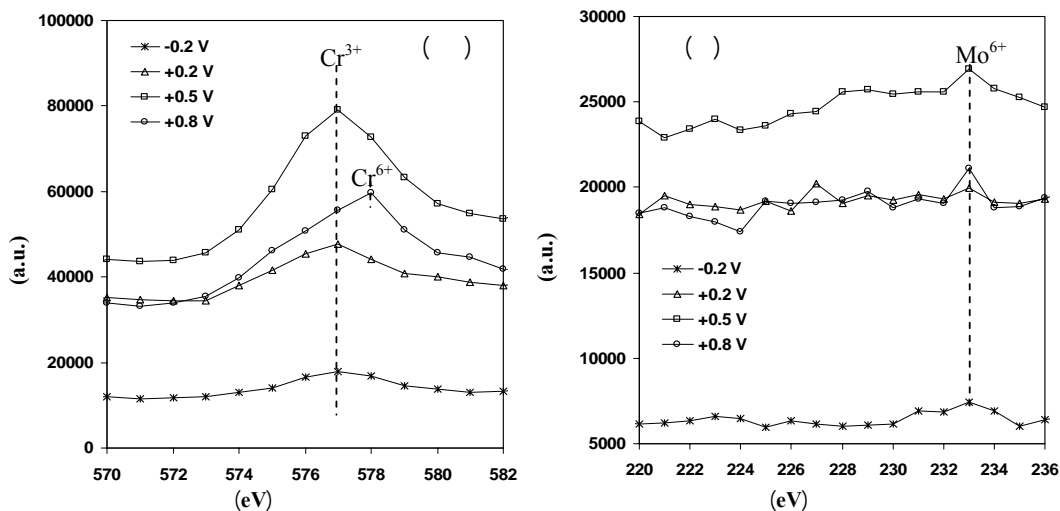 100000
80000
60000
40000
20000
0
(a.u.)
-0.2 V
+0.2 V
+0.5 V
+0.8 V
( )
Cr3+
Cr6+
570 572 574 576 578 580 582
(eV)
30000
25000
20000
15000
10000
5000
(a.u.)
( )
Mo6+
-0.2 V
+0.2 V
+0.5 V
+0.8 V
220 222 224 226 228 230 232 234 236
(eV)